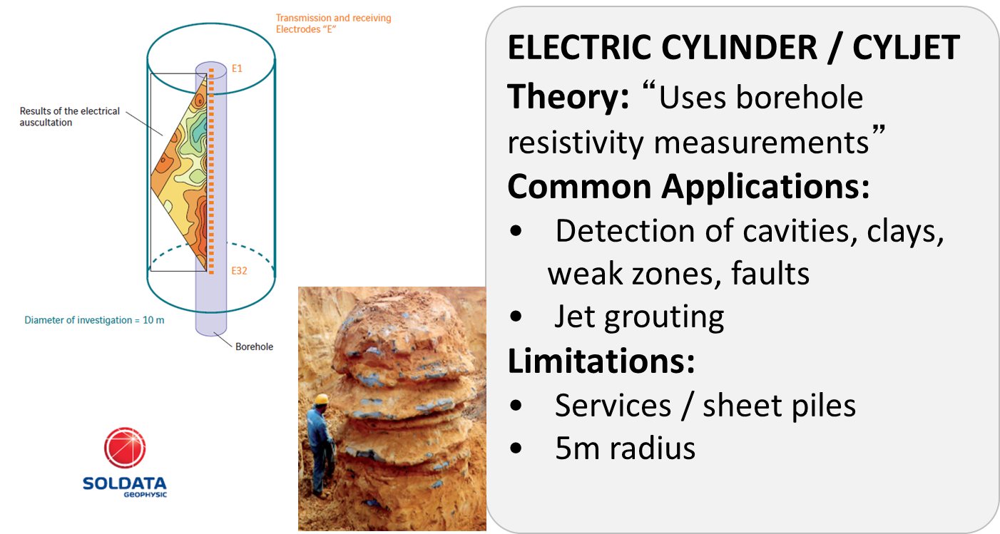 Transmission and receiving
Electrodes “E”
E1
Results of the electrical
auscultation
E32
Diameter of investigation = 10 m
Borehole
SOLDATA
GEOPHYSIC
ELECTRIC CYLINDER / CYLJET
Theory: “Uses borehole
resistivity measurements”
Common Applications:
• Detection of cavities, clays,
weak zones, faults
• Jet grouting
Limitations:
• Services / sheet piles
• 5m radius